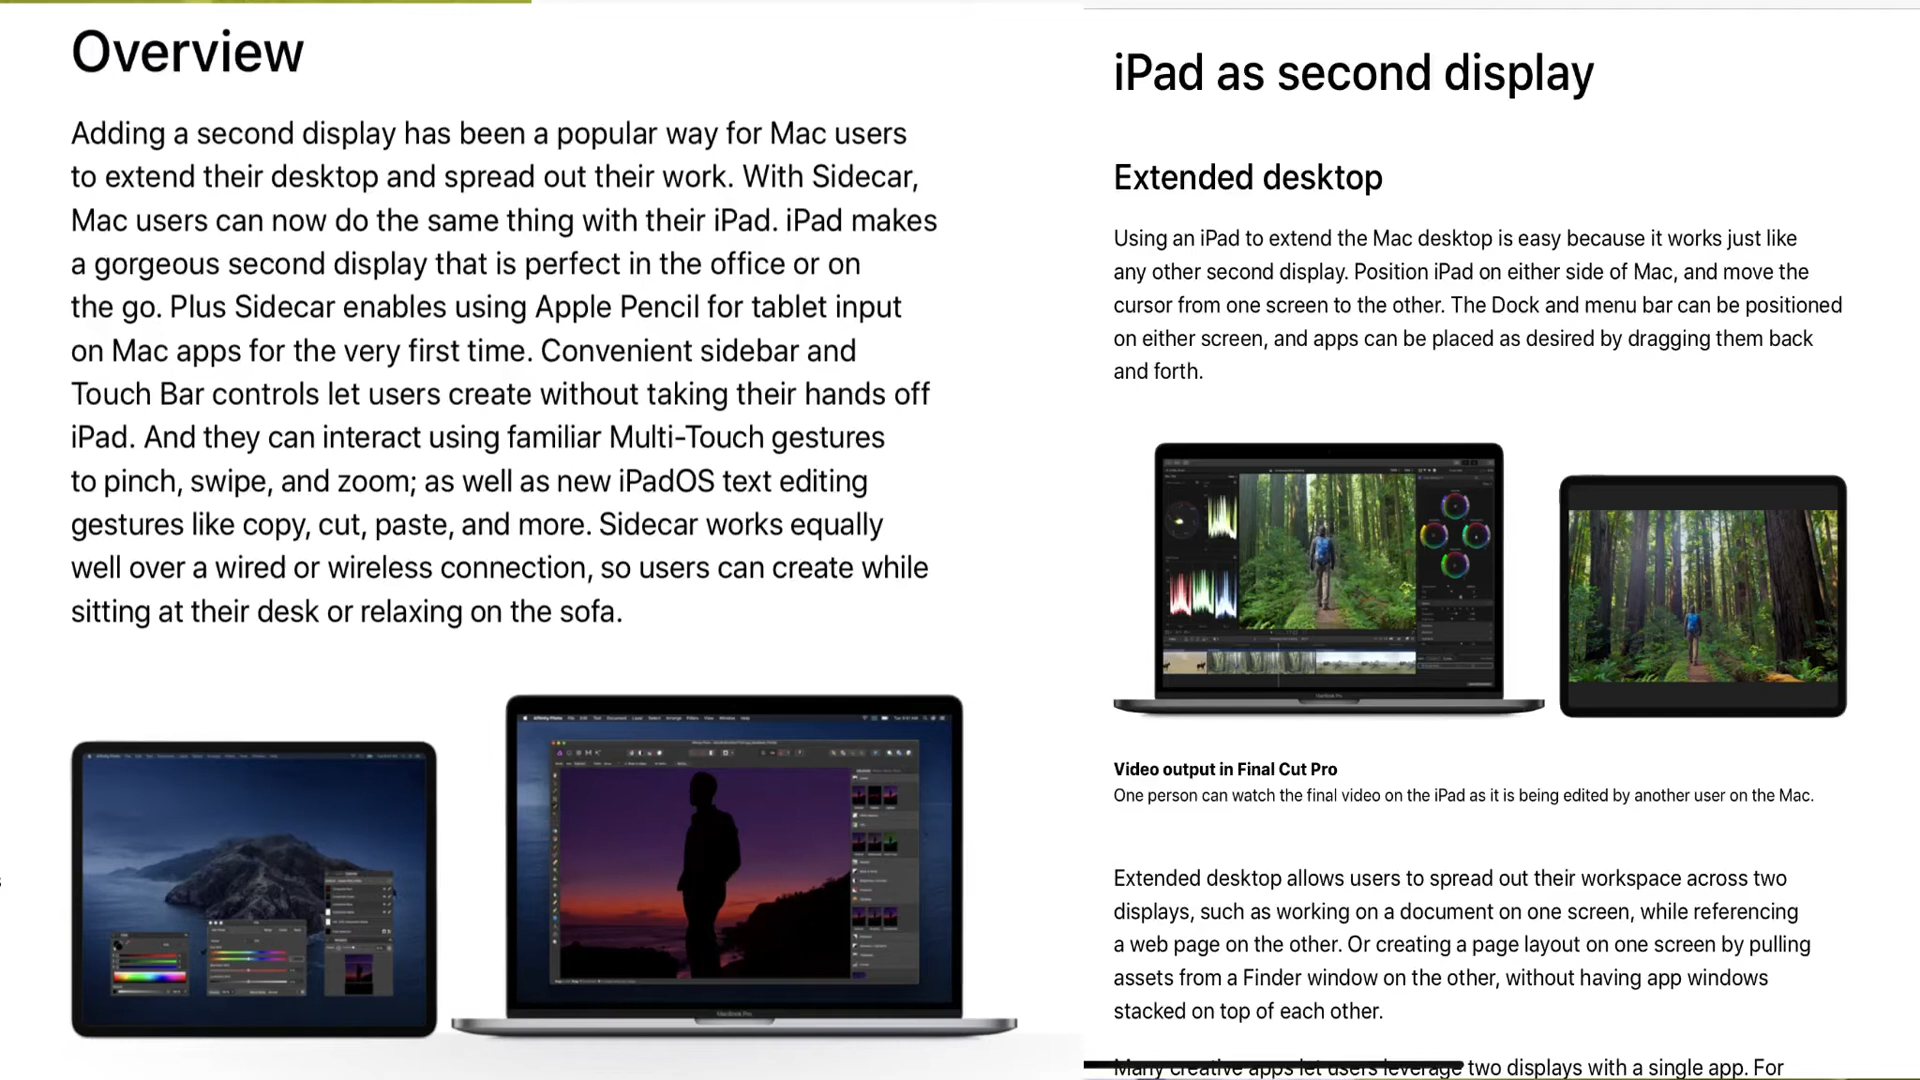 Overview
Adding a second display has been a popular way for Mac users
to extend their desktop and spread out their work. With Sidecar,
Mac users can now do the same thing with their iPad. iPad makes
a gorgeous second display that is perfect in the office or on
the go. Plus Sidecar enables using Apple Pencil for tablet input
on Mac apps for the very first time. Convenient sidebar and
Touch Bar controls let users create without taking their hands off
iPad. And they can interact using familiar Multi-Touch gestures
to pinch, swipe, and zoom; as well as new iPadOS text editing
gestures like copy, cut, paste, and more. Sidecar works equally
well over a wired or wireless connection, so users can create while
sitting at their desk or relaxing on the sofa.
MacBook Pro
iPad as second display
Extended desktop
Using an iPad to extend the Mac desktop is easy because it works just like
any other second display. Position iPad on either side of Mac, and move the
cursor from one screen to the other. The Dock and menu bar can be positioned
on either screen, and apps can be placed as desired by dragging them back
and forth.
MacBook Pro
Video output in Final Cut Pro
One person can watch the final video on the iPad as it is being edited by another user on the Mac.
Extended desktop allows users to spread out their workspace across two
displays, such as working on a document on one screen, while referencing
a web page on the other. Or creating a page layout on one screen by pulling
assets from a Finder window on the other, without having app windows
stacked on top of each other.
Many creative apps let users leverage two displays with a single app. For